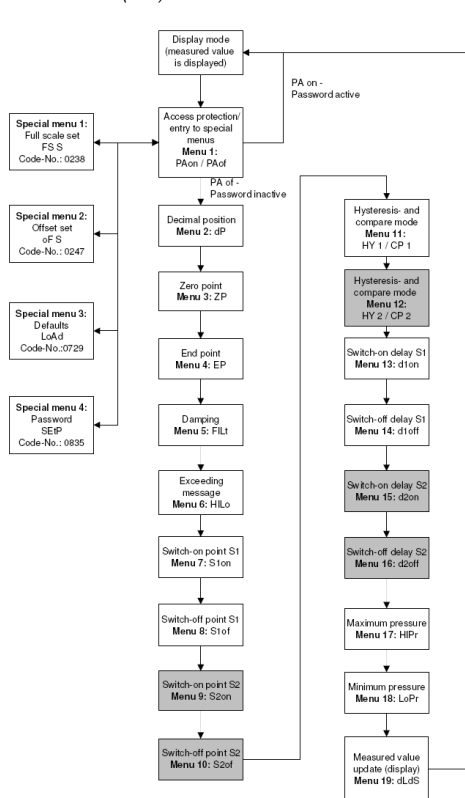 Display mode
(measured value
is displayed)
PA on -
Password active
Access protection/
entry to special
menus
Menu 1:
PAon / PAof
PA of -
Password inactive
Special menu 1:
Full scale set
FS S
Code-No.: 0238
Special menu 2:
Offset set
oF S
Code-No.: 0247
Special menu 3:
Defaults
LoAd
Code-No.:0729
Special menu 4:
Password
SEtP
Code-No.: 0835
Decimal position
Menu 2: dP
Zero point
Menu 3: ZP
End point
Menu 4: EP
Damping
Menu 5: FILt
Exceeding
message
Menu 6: HILo
Switch-on point S1
Menu 7: S1on
Switch-off point S1
Menu 8: S1of
Switch-on point S2
Menu 9: S2on
Switch-off point S2
Menu 10: S2of
Hysteresis- and
compare mode
Menu 11:
HY 1 / CP 1
Hysteresis- and
compare mode
Menu 12:
HY 2 / CP 2
Switch-on delay S1
Menu 13: d1on
Switch-off delay S1
Menu 14: d1off
Switch-on delay S2
Menu 15: d2on
Switch-off delay S2
Menu 16: d2off
Maximum pressure
Menu 17: HIPr
Minimum pressure
Menu 18: LoPr
Measured value
update (display)
Menu 19: dLdS